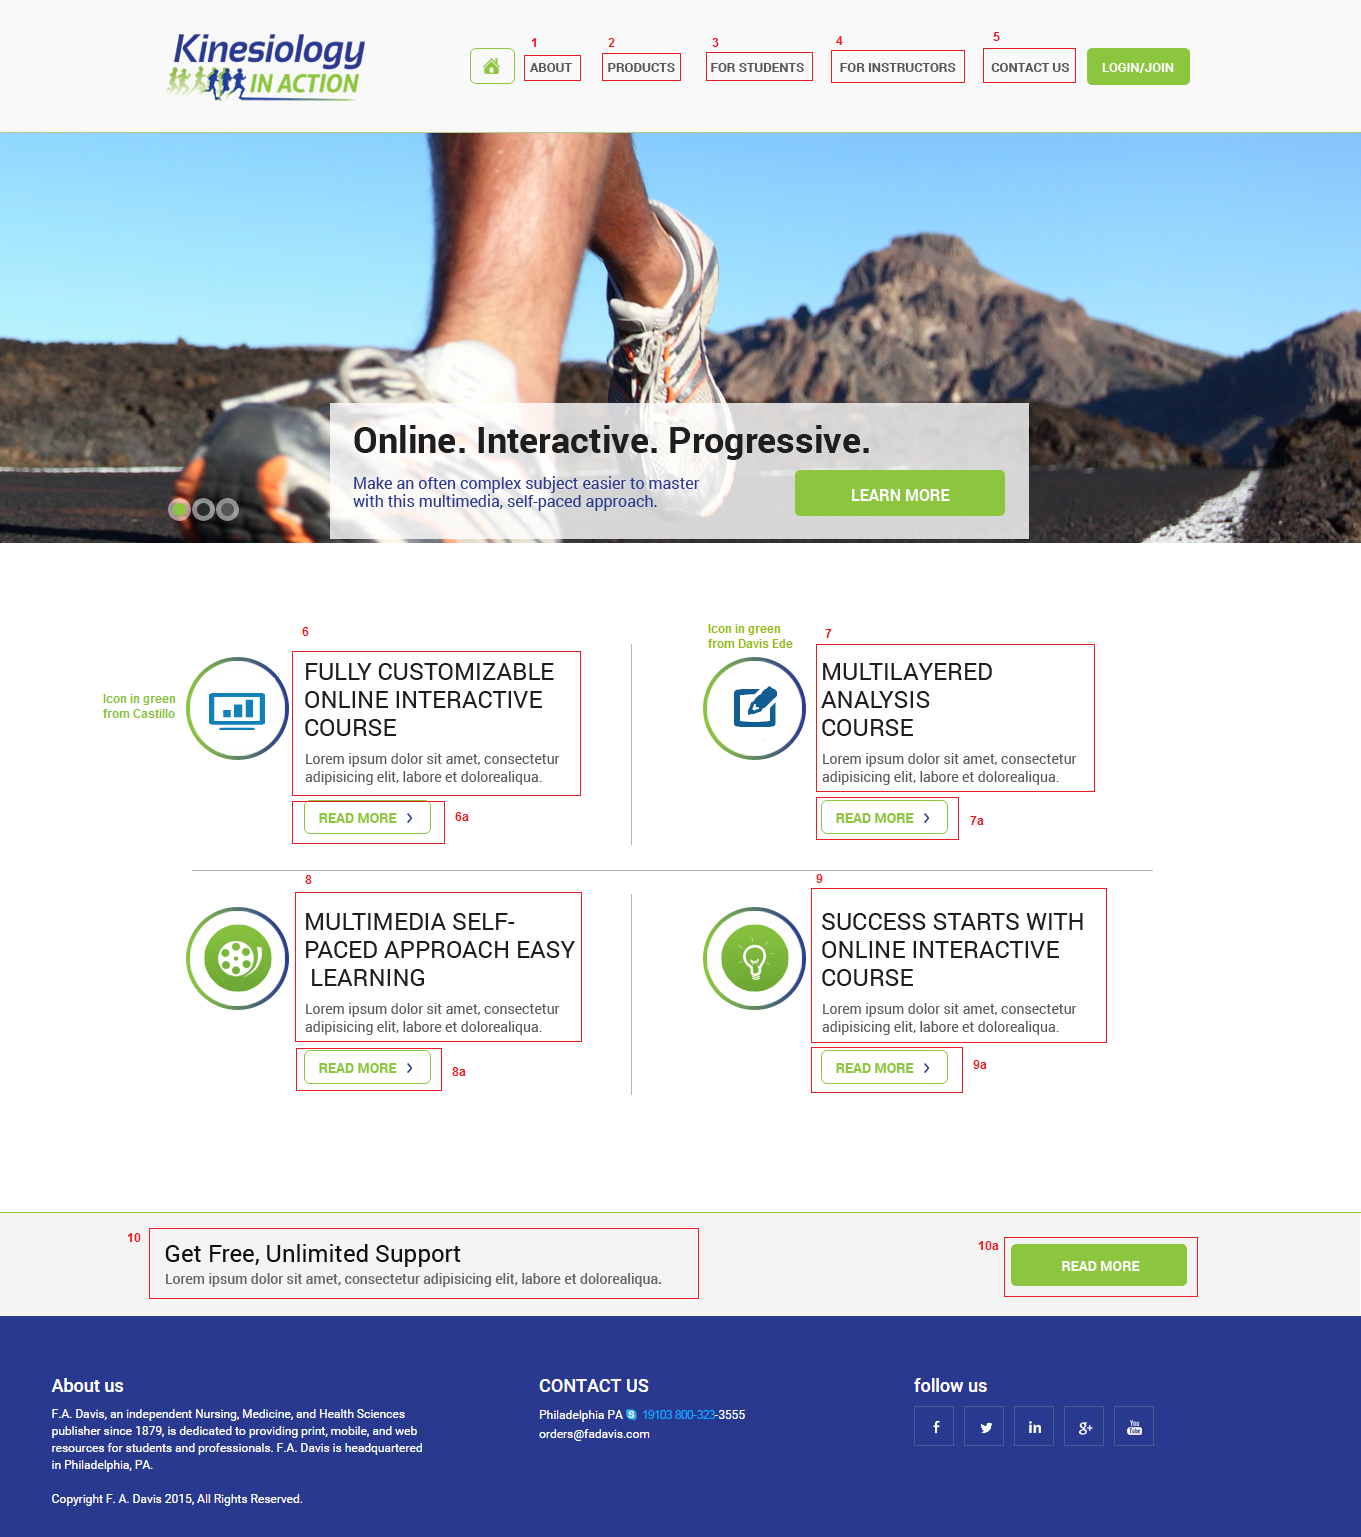 Kinesiology
IN ACTION
1
2
3
4
5
ABOUT
PRODUCTS
FOR STUDENTS
FOR INSTRUCTORS
CONTACT US
LOGIN/JOIN
Online. Interactive. Progressive.
Make an often complex subject easier to master
with this multimedia, self-paced approach.
LEARN MORE
6
Icon in green
from Castillo
FULLY CUSTOMIZABLE
ONLINE INTERACTIVE
COURSE
Lorem ipsum dolor sit amet, consectetur
adipisicing elit, labore et dolorealiqua.
READ MORE
6a
Icon in green
from Davis Ede
7
MULTILAYERED
ANALYSIS
COURSE
Lorem ipsum dolor sit amet, consectetur
adipisicing elit, labore et dolorealiqua.
READ MORE
7a
8
MULTIMEDIA SELF-
PACED APPROACH EASY
LEARNING
Lorem ipsum dolor sit amet, consectetur
adipisicing elit, labore et dolorealiqua.
READ MORE
8a
9
SUCCESS STARTS WITH
ONLINE INTERACTIVE
COURSE
Lorem ipsum dolor sit amet, consectetur
adipisicing elit, labore et dolorealiqua.
READ MORE
9a
10
Get Free, Unlimited Support
Lorem ipsum dolor sit amet, consectetur adipisicing elit, labore et dolorealiqua.
10a
READ MORE
About us
F.A. Davis, an independent Nursing, Medicine, and Health Sciences
publisher since 1879, is dedicated to providing print, mobile, and web
resources for students and professionals. F.A. Davis is headquartered
in Philadelphia, PA.
Copyright F. A. Davis 2015, All Rights Reserved.
CONTACT US
Philadelphia PA 19103 800-323-3555
orders@fadavis.com
follow us
f
in
g+
You
Tube